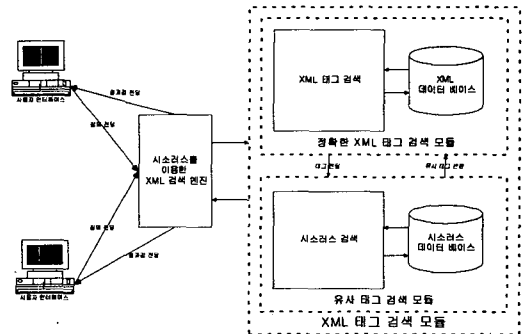 사용자 인터페이스
결과값 전달
질의 전달
시소러스를
이용한
XML 검색 엔진
질의 전달
결과값 전달
사용자 인터페이스
XML 태그 검색
XML
데이터 베이스
정확한 XML 태그 검색 모듈
태그 전달
유사 태그 전달
시소러스 검색
시소러스
데이터 베이스
유사 태그 검색 모듈
XML 태그 검색 모듈